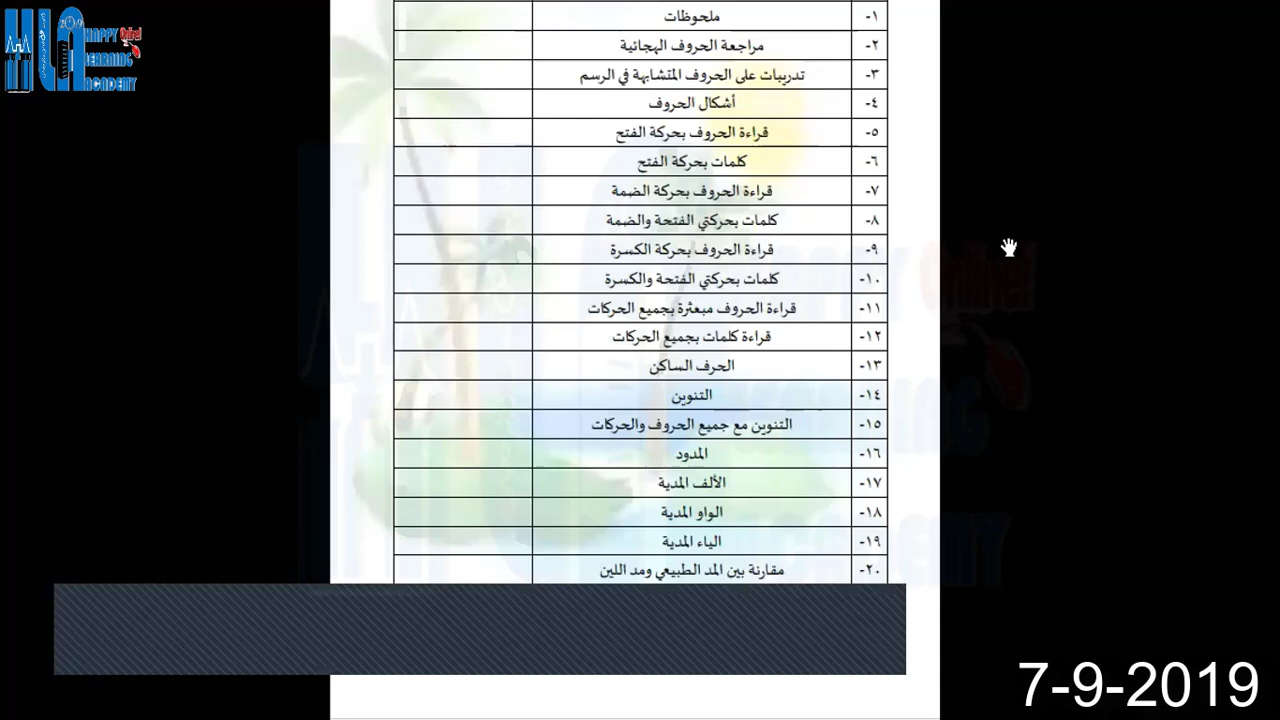 HAPPY Online!
LEARNING
ACADEMY
2019
١- ملحوظات
٢- مراجعة الحروف الهجائية
٣- تدريبات على الحروف المتشابهة في الرسم
٤- أشكال الحروف
٥- قراءة الحروف بحركة الفتح
٦- كلمات بحركة الفتح
٧- قراءة الحروف بحركة الضمة
٨- كلمات بحركتي الفتحة والضمة
٩- قراءة الحروف بحركة الكسرة
١٠- كلمات بحركتي الفتحة والكسرة
١١- قراءة الحروف مبعثرة بجميع الحركات
١٢- قراءة كلمات بجميع الحركات
١٣- الحرف الساكن
١٤- التنوين
١٥- التنوين مع جميع الحروف والحركات
١٦- المدود
١٧- الألف المدية
١٨- الواو المدية
١٩- الياء المدية
٢٠- مقارنة بين المد الطبيعي ومد اللين
7-9-2019